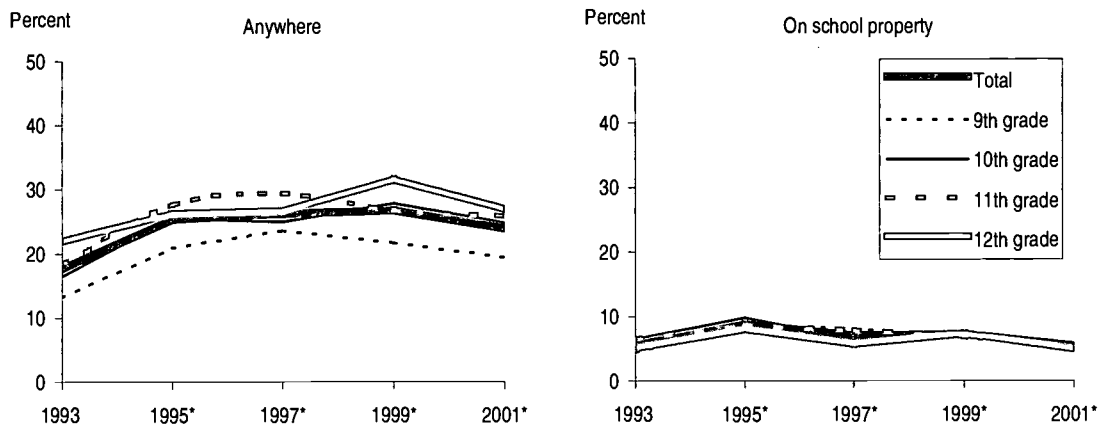 Percent
Anywhere
50
40
30
20
10
0
1993
1995*
1997*
1999*
2001*
Percent
On school property
50
40
30
20
10
0
1993
1995*
1997*
1999*
2001*
Total
9th grade
10th grade
11th grade
12th grade